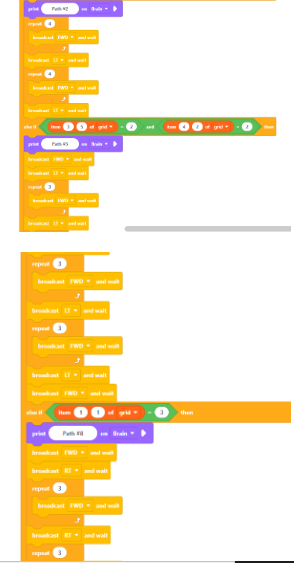 print Path #2 on Brain
repeat 4
broadcast FWD and wait
broadcast LT and wait
repeat 4
broadcast FWD and wait
broadcast LT and wait
else if item 3 5 of grid = 2 and item 4 2 of grid = 2 then
print Path #3 on Brain
broadcast FWD and wait
broadcast LT and wait
repeat 3
broadcast FWD and wait
broadcast LT and wait
repeat 3
broadcast FWD and wait
broadcast LT and wait
repeat 3
broadcast FWD and wait
broadcast LT and wait
broadcast FWD and wait
else if item 1 1 of grid = 3 then
print Path #8 on Brain
broadcast FWD and wait
broadcast RT and wait
repeat 3
broadcast FWD and wait
broadcast RT and wait
repeat 3